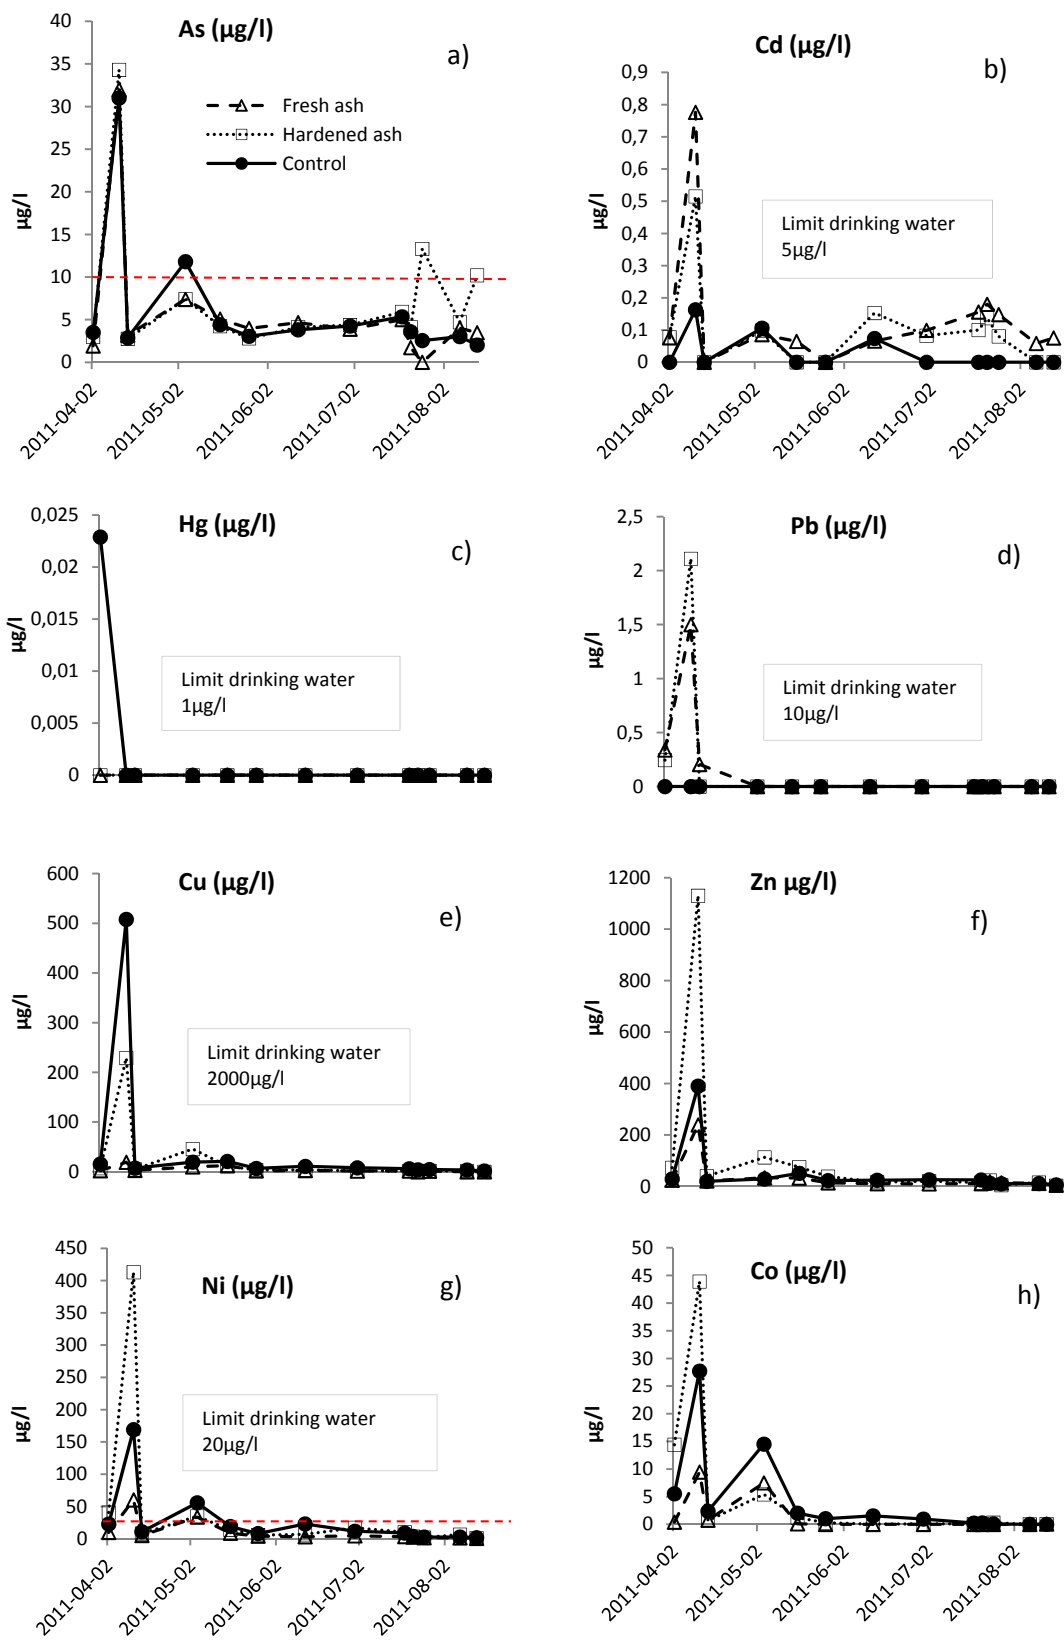 As (µg/l)
a)
40
35
30
25
20
15
10
5
0
µg/l
Fresh ash
Hardened ash
Control
2011-04-02
2011-05-02
2011-06-02
2011-07-02
2011-08-02
Cd (µg/l)
b)
0,9
0,8
0,7
0,6
0,5
0,4
0,3
0,2
0,1
0
µg/l
Limit drinking water
5µg/l
2011-04-02
2011-05-02
2011-06-02
2011-07-02
2011-08-02
Hg (µg/l)
c)
0,025
0,02
0,015
0,01
0,005
0
µg/l
Limit drinking water
1µg/l
Pb (µg/l)
d)
2,5
2
1,5
1
0,5
0
µg/l
Limit drinking water
10µg/l
Cu (µg/l)
e)
600
500
400
300
200
100
0
µg/l
Limit drinking water
2000µg/l
Zn µg/l)
f)
1200
1000
800
600
400
200
0
µg/l
Ni (µg/l)
g)
450
400
350
300
250
200
150
100
50
0
µg/l
Limit drinking water
20µg/l
2011-04-02
2011-05-02
2011-06-02
2011-07-02
2011-08-02
Co (µg/l)
h)
50
45
40
35
30
25
20
15
10
5
0
µg/l
2011-04-02
2011-05-02
2011-06-02
2011-07-02
2011-08-02